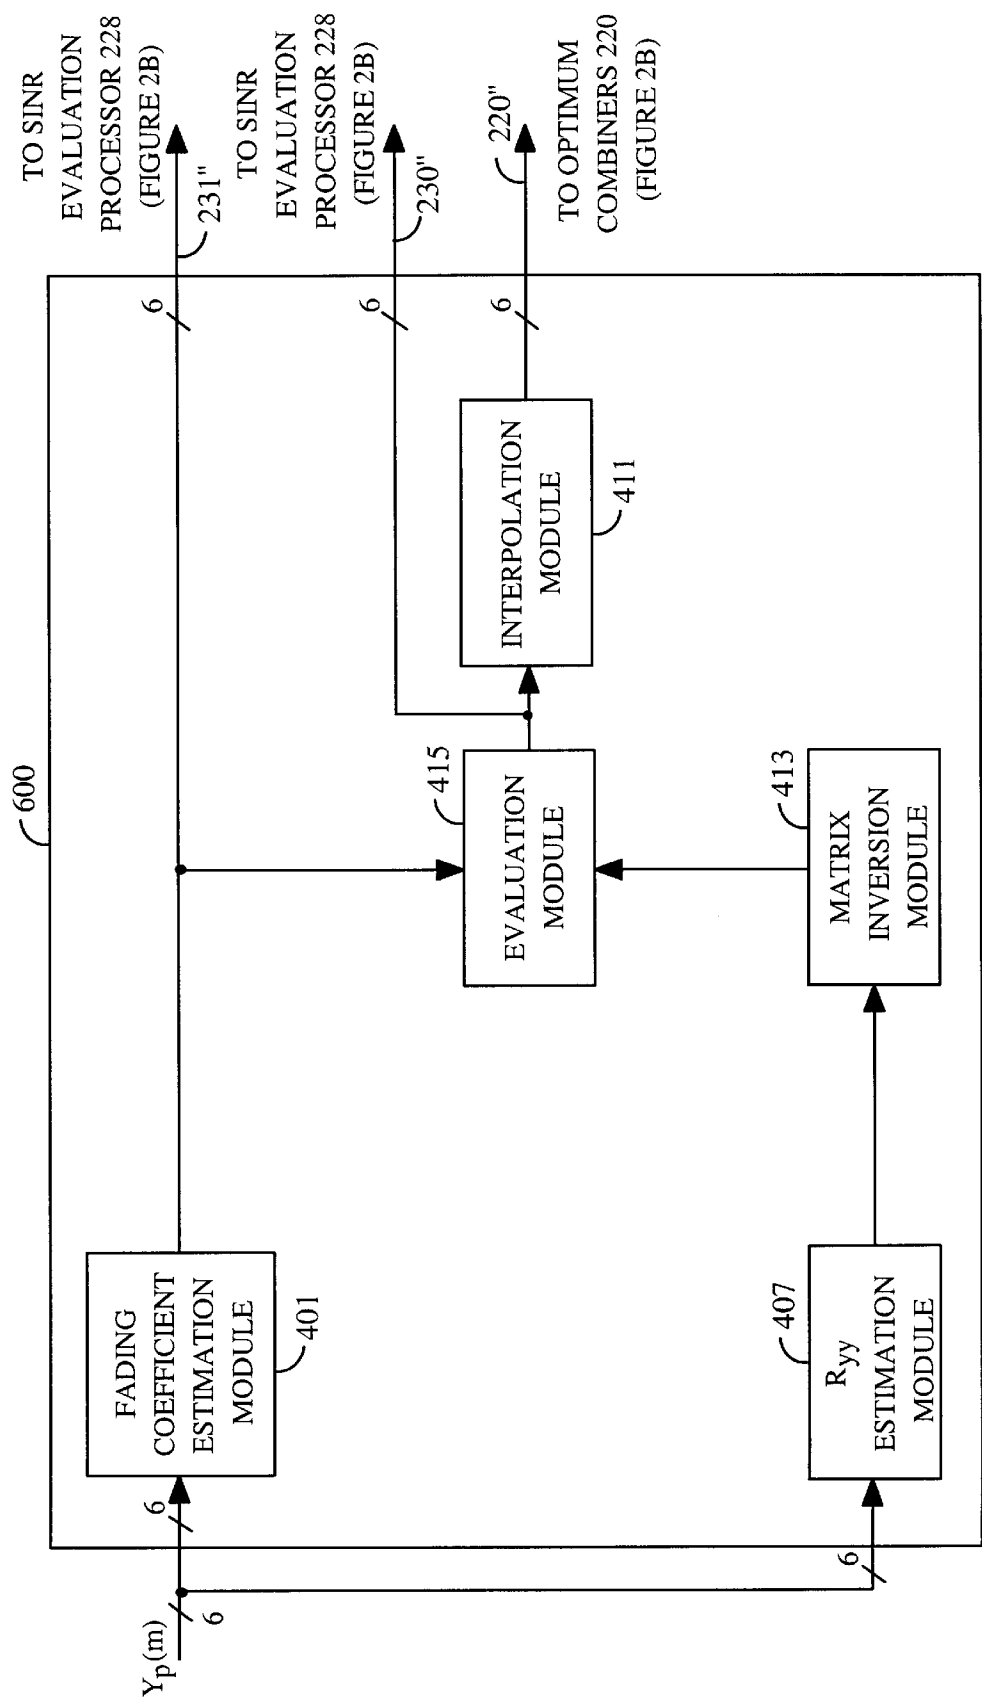 TO SINR
EVALUATION
PROCESSOR 228
(FIGURE 2B)
231"
TO SINR
EVALUATION
PROCESSOR 228
(FIGURE 2B)
230"
220"
TO OPTIMUM
COMBINERS 220
(FIGURE 2B)
600
6
6
6
INTERPOLATION
MODULE
411
415
EVALUATION
MODULE
413
MATRIX
INVERSION
MODULE
FADING
COEFFICIENT
ESTIMATION
MODULE
401
407
Ryy
ESTIMATION
MODULE
6
6
6
Yp(m)